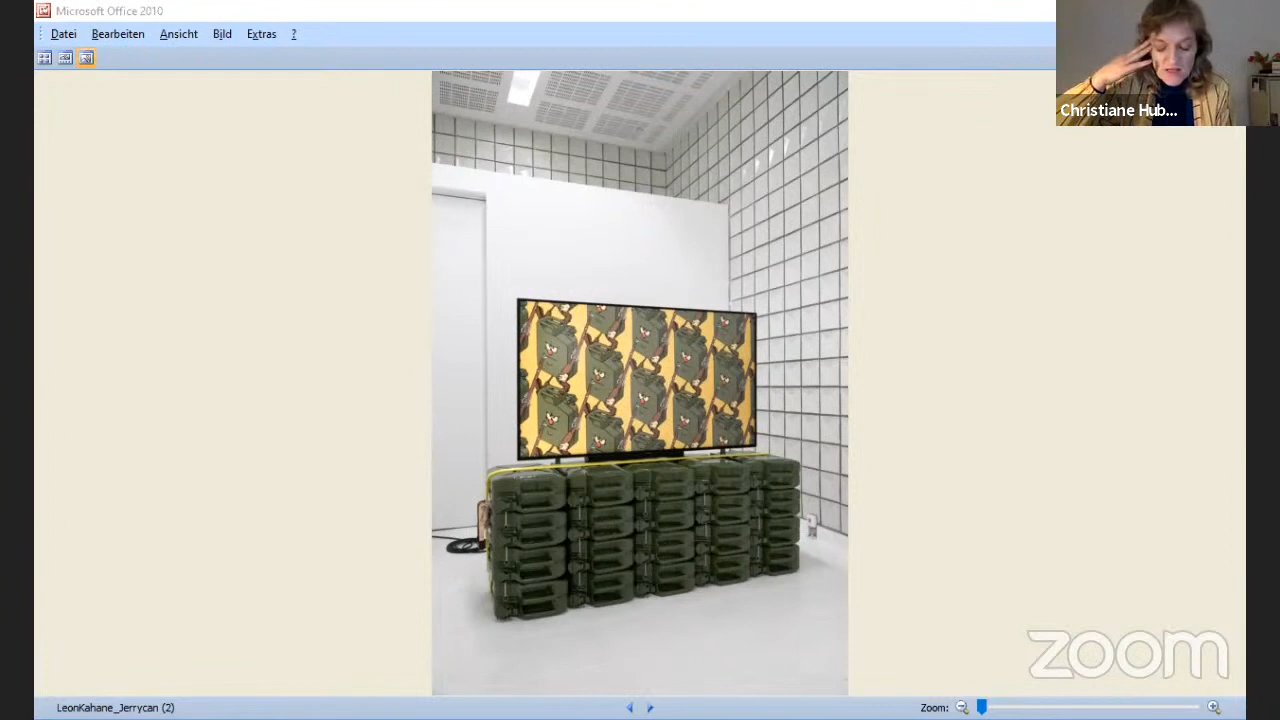 Microsoft Office 2010
Datei Bearbeiten Ansicht Bild Extras ?
Christiane Hub...
zoom
LeonKahane_Jerrycan (2)
Zoom: